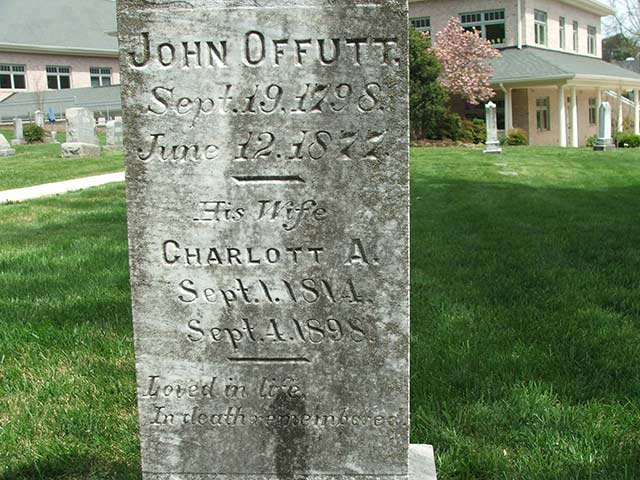 JOHN OFFUTT.
Sept. 19. 1798.
June 12. 1877.
His Wife
CHARLOTT A.
Sept. 1. 1814.
Sept. 4. 1898.
Loved in life.
In death remembered.